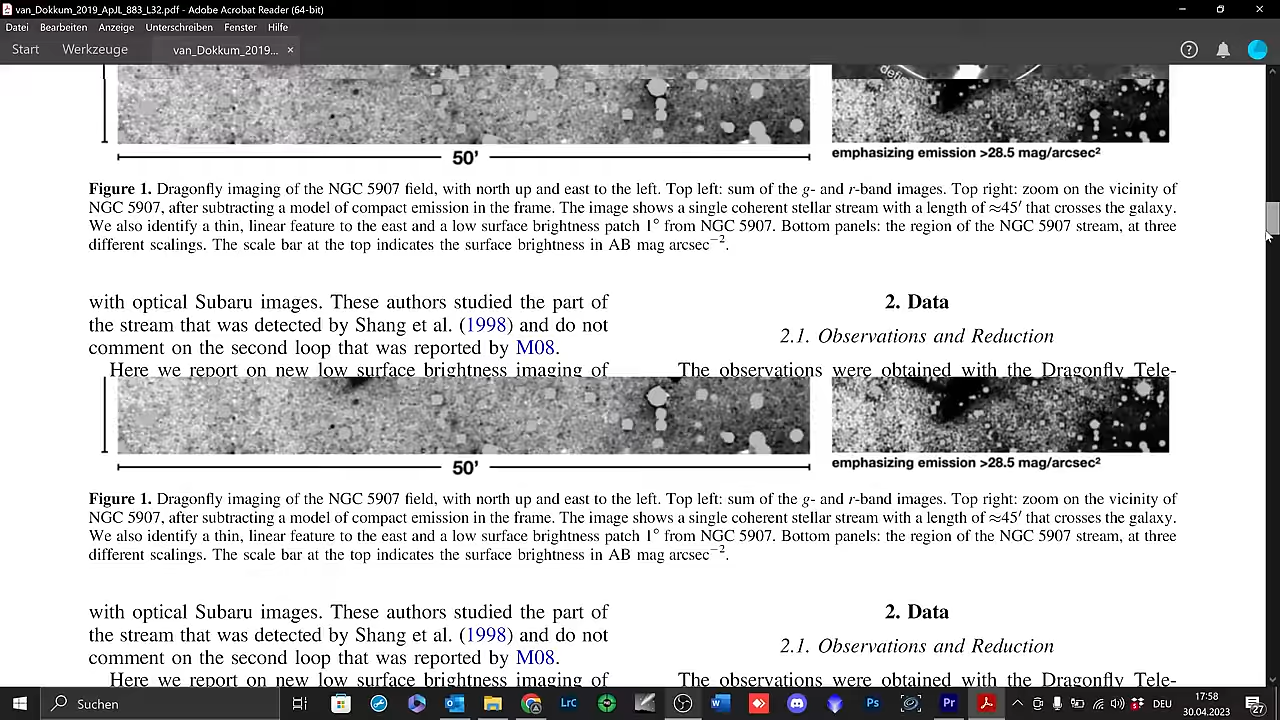 van_Dokkum_2019_ApJL_883_L32.pdf - Adobe Acrobat Reader (64-bit)
Datei Bearbeiten Anzeige Unterschreiben Fenster Hilfe
Start Werkzeuge van_Dokkum_2019... ×
50'
emphasizing emission >28.5 mag/arcsec²
Figure 1. Dragonfly imaging of the NGC 5907 field, with north up and east to the left. Top left: sum of the g- and r-band images. Top right: zoom on the vicinity of
NGC 5907, after subtracting a model of compact emission in the frame. The image shows a single coherent stellar stream with a length of ≈45′ that crosses the galaxy.
We also identify a thin, linear feature to the east and a low surface brightness patch 1° from NGC 5907. Bottom panels: the region of the NGC 5907 stream, at three
different scalings. The scale bar at the top indicates the surface brightness in AB mag arcsec⁻².
with optical Subaru images. These authors studied the part of
the stream that was detected by Shang et al. (1998) and do not
comment on the second loop that was reported by M08.
Here we report on new low surface brightness imaging of
2. Data
2.1. Observations and Reduction
The observations were obtained with the Dragonfly Tele-
50'
emphasizing emission >28.5 mag/arcsec²
Figure 1. Dragonfly imaging of the NGC 5907 field, with north up and east to the left. Top left: sum of the g- and r-band images. Top right: zoom on the vicinity of
NGC 5907, after subtracting a model of compact emission in the frame. The image shows a single coherent stellar stream with a length of ≈45′ that crosses the galaxy.
We also identify a thin, linear feature to the east and a low surface brightness patch 1° from NGC 5907. Bottom panels: the region of the NGC 5907 stream, at three
different scalings. The scale bar at the top indicates the surface brightness in AB mag arcsec⁻².
with optical Subaru images. These authors studied the part of
the stream that was detected by Shang et al. (1998) and do not
comment on the second loop that was reported by M08.
Here we report on new low surface brightness imaging of
2. Data
2.1. Observations and Reduction
The observations were obtained with the Dragonfly Tele-
Suchen
LrC
Ps
Pr
DEU
17:58
30.04.2023
27